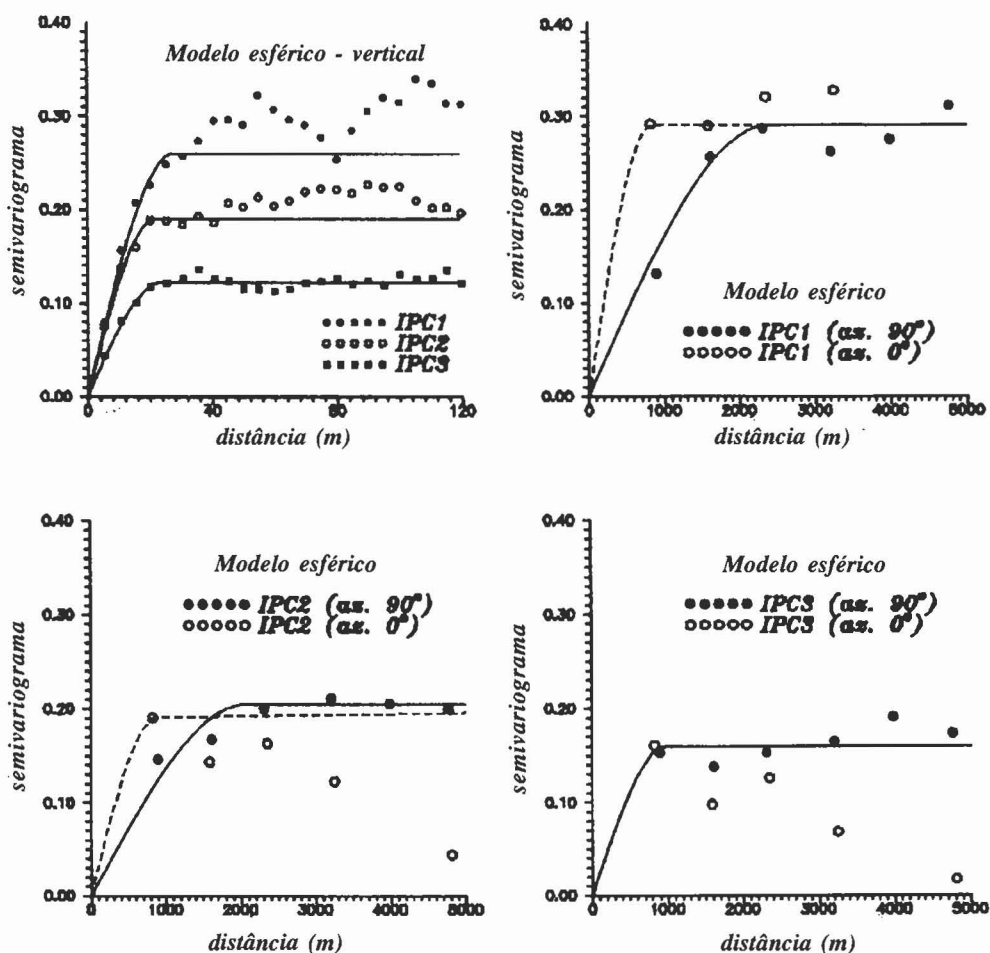 0.40
0.30
0.20
0.10
0.00
semivariograma
Modelo esférico - vertical
IPC1
IPC2
IPC3
0
40
80
120
distância (m)
0.40
0.30
0.20
0.10
0.00
semivariograma
Modelo esférico
IPC1 (az. 90°)
IPC1 (az. 0°)
0
1000
2000
3000
4000
5000
distância (m)
0.40
0.30
0.20
0.10
0.00
semivariograma
Modelo esférico
IPC2 (az. 90°)
IPC2 (az. 0°)
0
1000
2000
3000
4000
5000
distância (m)
0.40
0.30
0.20
0.10
0.00
semivariograma
Modelo esférico
IPC3 (az. 90°)
IPC3 (az. 0°)
0
1000
2000
3000
4000
5000
distância (m)